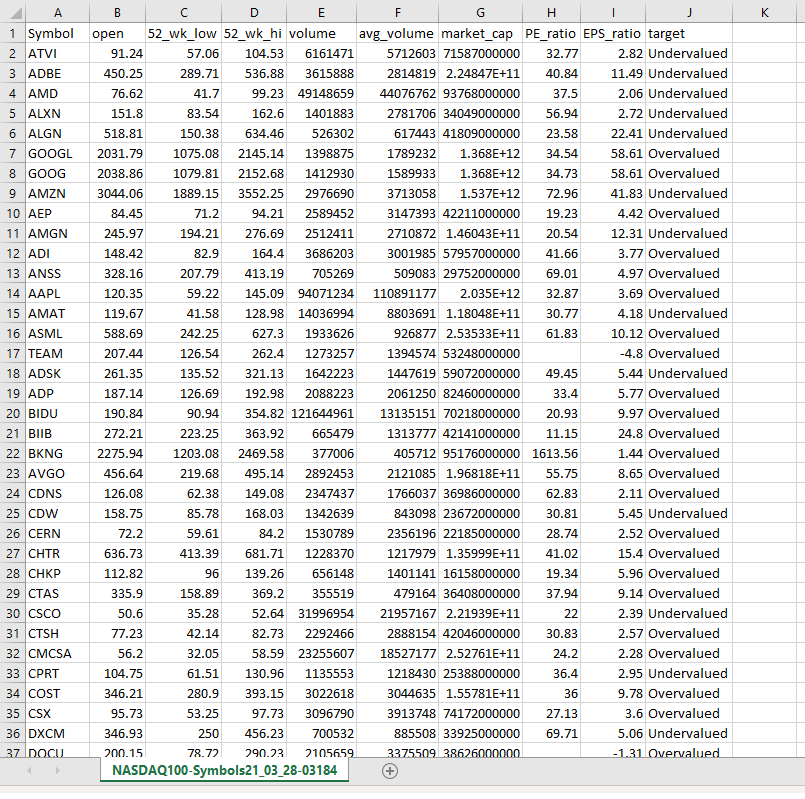 A B C D E F G H I J K
1 Symbol open 52_wk_low 52_wk_hi volume avg_volume market_cap PE_ratio EPS_ratio target
2 ATVI 91.24 57.06 104.53 6161471 5712603 71587000000 32.77 2.82 Undervalued
3 ADBE 450.25 289.71 536.88 3615888 2814819 2.24847E+11 40.84 11.49 Undervalued
4 AMD 76.62 41.7 99.23 49148659 44076762 93768000000 37.5 2.06 Undervalued
5 ALXN 151.8 83.54 162.6 1401883 2781706 34049000000 56.94 2.72 Undervalued
6 ALGN 518.81 150.38 634.46 526302 617443 41809000000 23.58 22.41 Undervalued
7 GOOGL 2031.79 1075.08 2145.14 1398875 1789232 1.368E+12 34.54 58.61 Overvalued
8 GOOG 2038.86 1079.81 2152.68 1412930 1589933 1.368E+12 34.73 58.61 Overvalued
9 AMZN 3044.06 1889.15 3552.25 2976690 3713058 1.537E+12 72.96 41.83 Undervalued
10 AEP 84.45 71.2 94.21 2589452 3147393 42211000000 19.23 4.42 Overvalued
11 AMGN 245.97 194.21 276.69 2512411 2710872 1.46043E+11 20.54 12.31 Undervalued
12 ADI 148.42 82.9 164.4 3686203 3001985 57957000000 41.66 3.77 Overvalued
13 ANSS 328.16 207.79 413.19 705269 509083 29752000000 69.01 4.97 Overvalued
14 AAPL 120.35 59.22 145.09 94071234 110891177 2.035E+12 32.87 3.69 Overvalued
15 AMAT 119.67 41.58 128.98 14036994 8803691 1.18048E+11 30.77 4.18 Undervalued
16 ASML 588.69 242.25 627.3 1933626 926877 2.53533E+11 61.83 10.12 Overvalued
17 TEAM 207.44 126.54 262.4 1273257 1394574 53248000000 -4.8 Overvalued
18 ADSK 261.35 135.52 321.13 1642223 1447619 59072000000 49.45 5.44 Undervalued
19 ADP 187.14 126.69 192.98 2088223 2061250 82460000000 33.4 5.77 Overvalued
20 BIDU 190.84 90.94 354.82 121644961 13135151 70218000000 20.93 9.97 Overvalued
21 BIIB 272.21 223.25 363.92 665479 1313777 42141000000 11.15 24.8 Overvalued
22 BKNG 2275.94 1203.08 2469.58 377006 405712 95176000000 1613.56 1.44 Overvalued
23 AVGO 456.64 219.68 495.14 2892453 2121085 1.96818E+11 55.75 8.65 Overvalued
24 CDNS 126.08 62.38 149.08 2347437 1766037 36986000000 62.83 2.11 Overvalued
25 CDW 158.75 85.78 168.03 1342639 843098 23672000000 30.81 5.45 Undervalued
26 CERN 72.2 59.61 84.2 1530789 2356196 22185000000 28.74 2.52 Overvalued
27 CHTR 636.73 413.39 681.71 1228370 1217979 1.35999E+11 41.02 15.4 Overvalued
28 CHKP 112.82 96 139.26 656148 1401141 16158000000 19.34 5.96 Overvalued
29 CTAS 335.9 158.89 369.2 355519 479164 36408000000 37.94 9.14 Overvalued
30 CSCO 50.6 35.28 52.64 31996954 21957167 2.21939E+11 22 2.39 Undervalued
31 CTSH 77.23 42.14 82.73 2292466 2888154 42046000000 30.83 2.57 Overvalued
32 CMCSA 56.2 32.05 58.59 23255607 18527177 2.52761E+11 24.2 2.28 Overvalued
33 CPRT 104.75 61.51 130.96 1135553 1218430 25388000000 36.4 2.95 Undervalued
34 COST 346.21 280.9 393.15 3022618 3044635 1.55781E+11 36 9.78 Overvalued
35 CSX 95.73 53.25 97.73 3096790 3913748 74172000000 27.13 3.6 Overvalued
36 DXCM 346.93 250 456.23 700532 885508 33925000000 69.71 5.06 Undervalued
37 DOCU 200.15 78.72 290.23 2105659 3375509 38626000000 -1.31 Overvalued
NASDAQ100-Symbols21_03_28-03184